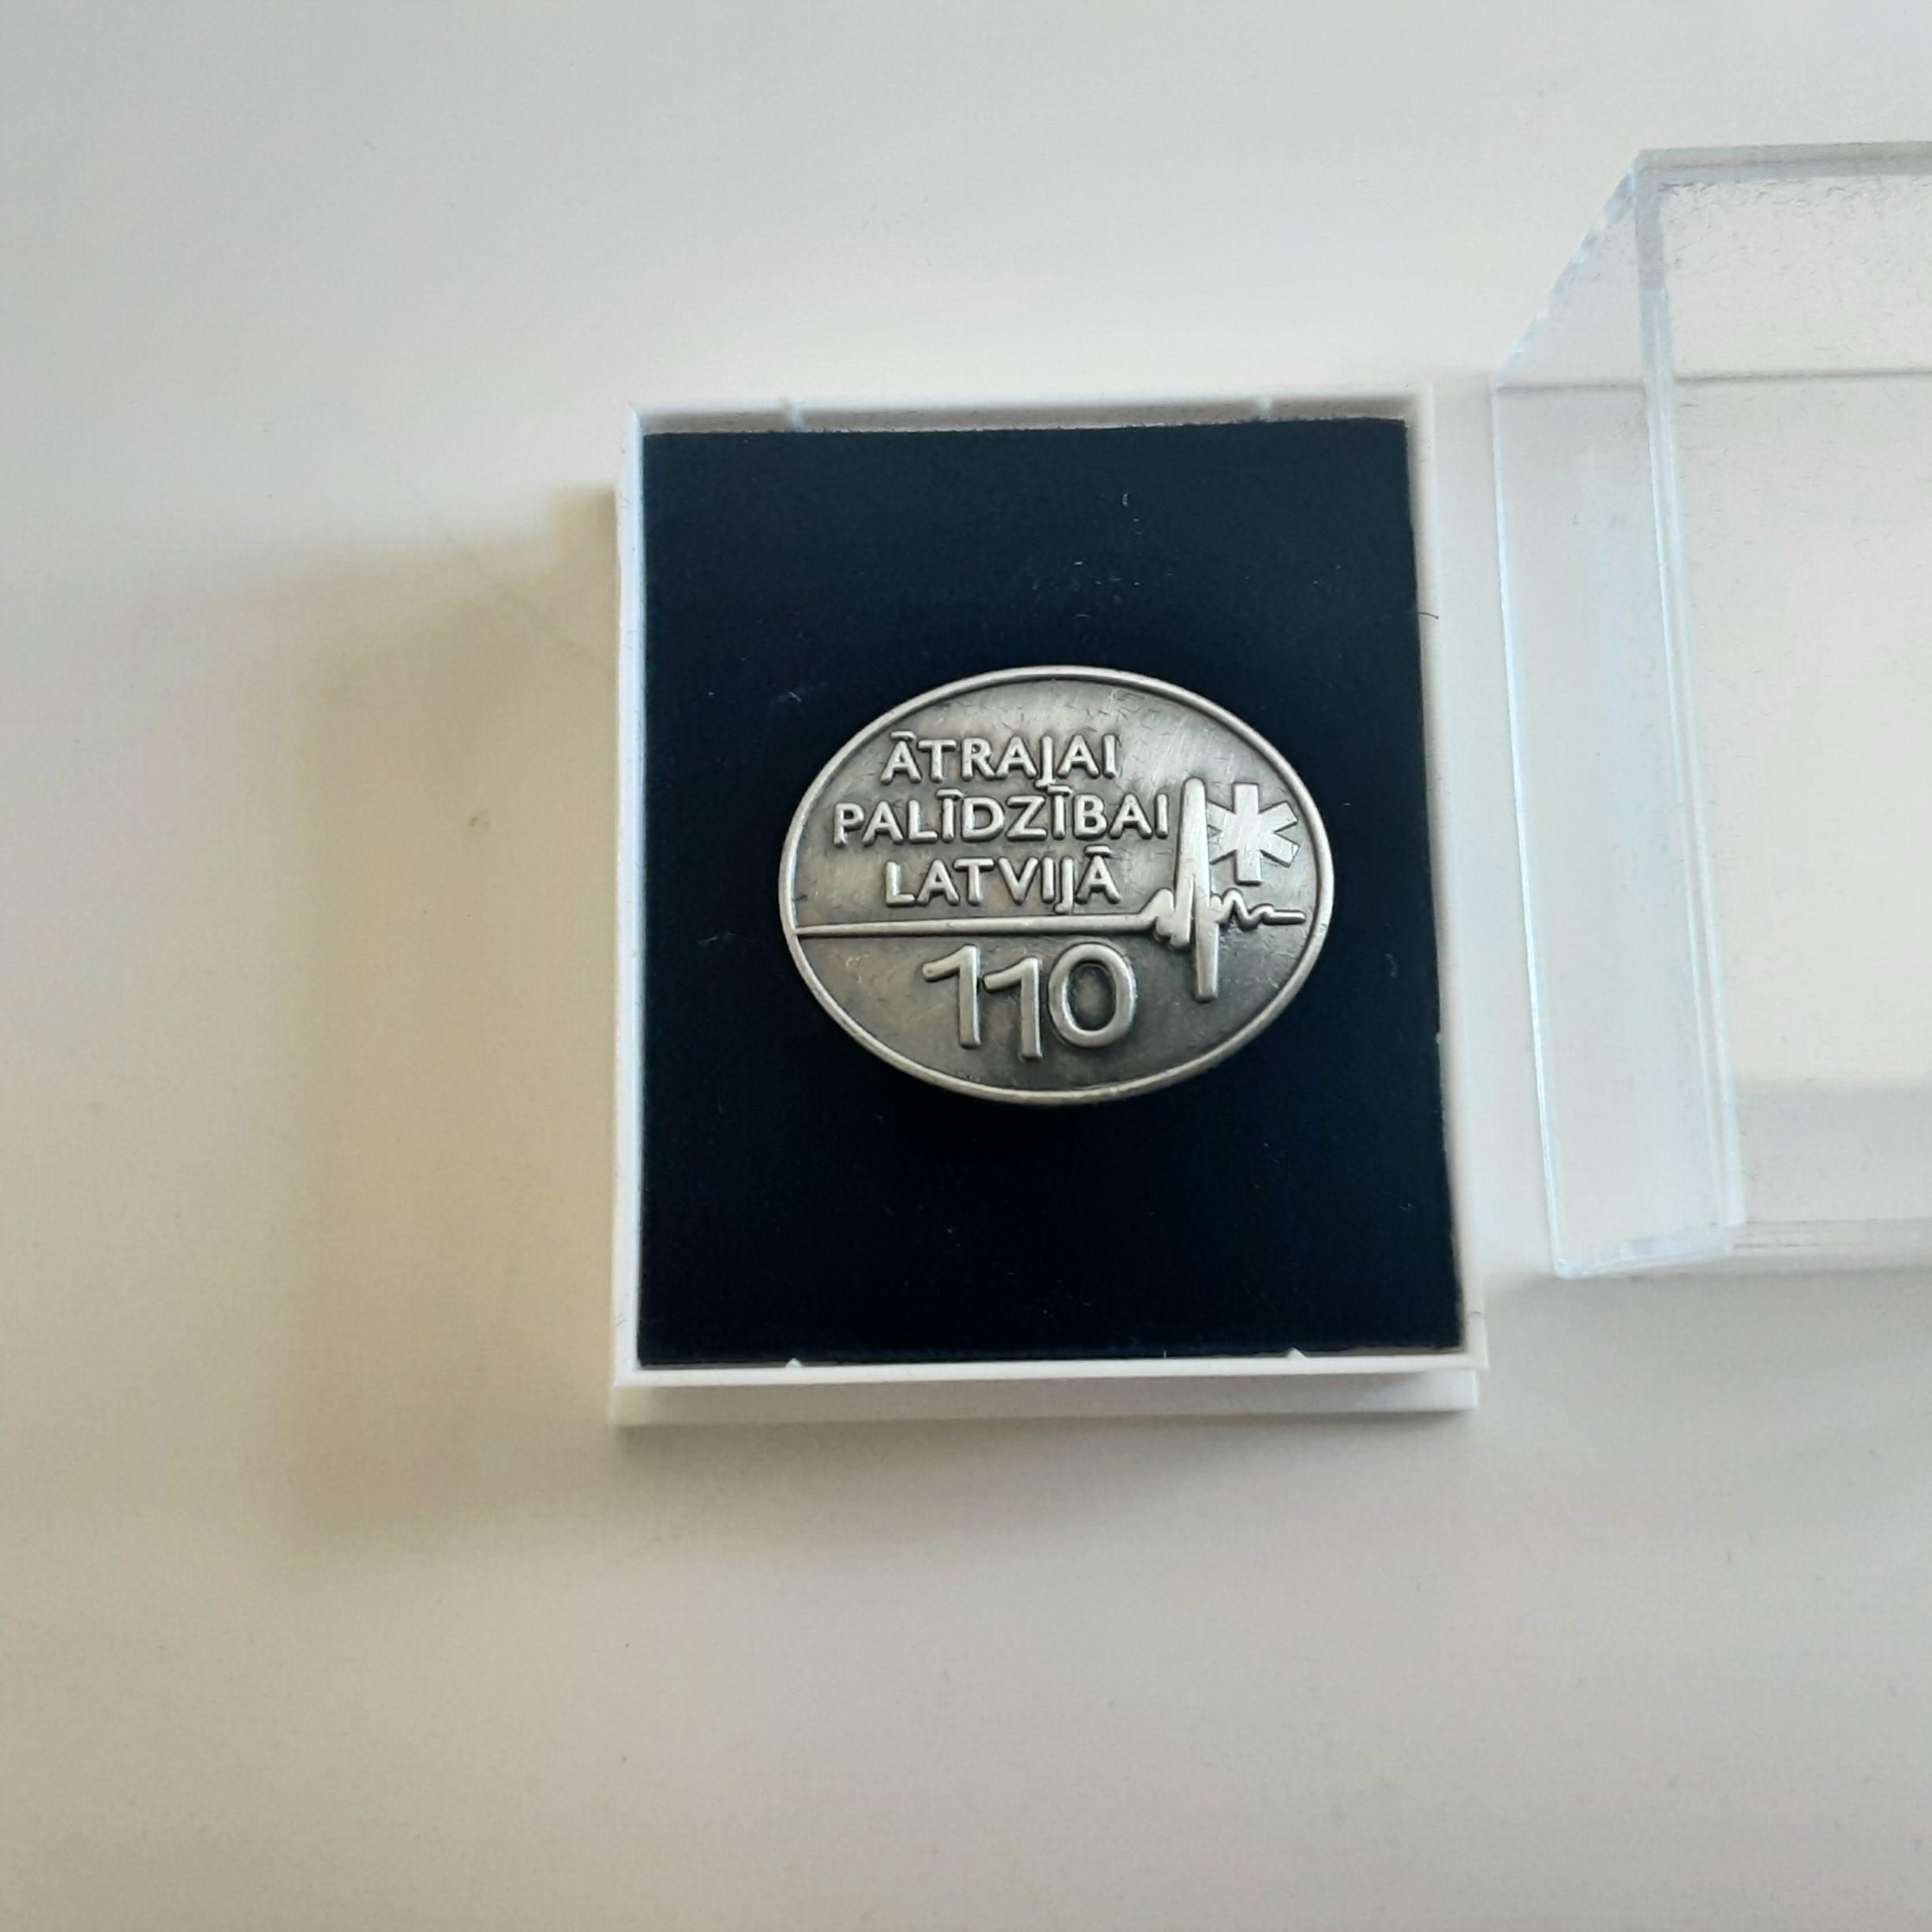 ĀTRAJAI
PALĪDZĪBAI
LATVIJĀ
110